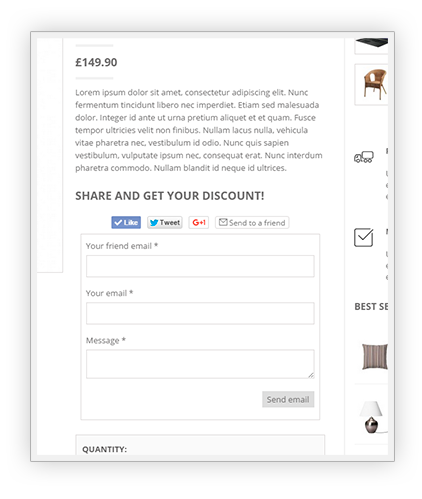 £149.90
Lorem ipsum dolor sit amet, consectetur adipiscing elit. Nunc
fermentum tincidunt libero nec imperdiet. Etiam sed malesuada
dolor. Integer id ante ut urna pretium aliquet et et quam. Fusce
tempor ultricies velit non finibus. Nullam lacus nulla, vehicula
vitae pharetra nec, vestibulum id odio. Nunc quis sapien
vestibulum, vulputate ipsum nec, consequat erat. Nunc interdum
pharetra commodo. Nullam blandit id neque id ultrices.
SHARE AND GET YOUR DISCOUNT!
Like Tweet +1 Send to a friend
Your friend email *
Your email *
Message *
Send email
BEST SE
QUANTITY: